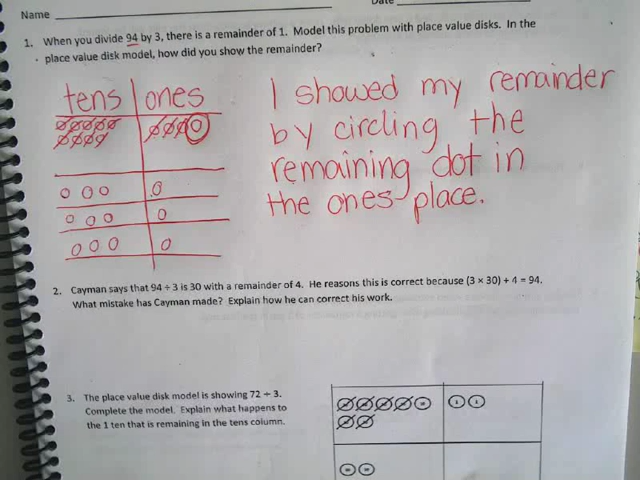 Name
Date
1. When you divide 94 by 3, there is a remainder of 1. Model this problem with place value disks. In the
place value disk model, how did you show the remainder?
tens ones
I showed my remainder
by circling the
remaining dot in
the ones place.
2. Cayman says that 94 ÷ 3 is 30 with a remainder of 4. He reasons this is correct because (3 × 30) + 4 = 94.
What mistake has Cayman made? Explain how he can correct his work.
3. The place value disk model is showing 72 ÷ 3.
Complete the model. Explain what happens to
the 1 ten that is remaining in the tens column.
1 1